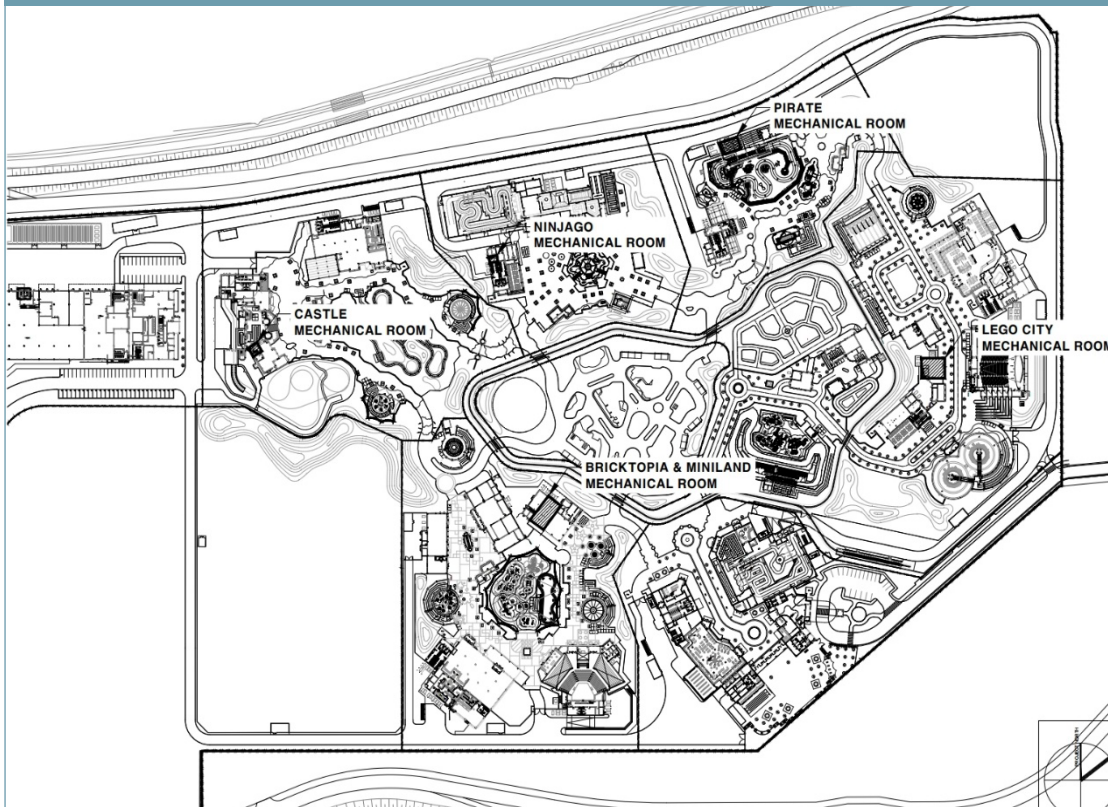 PIRATE
MECHANICAL ROOM
NINJAGO
MECHANICAL ROOM
CASTLE
MECHANICAL ROOM
LEGO CITY
MECHANICAL ROOM
BRICKTOPIA & MINILAND
MECHANICAL ROOM